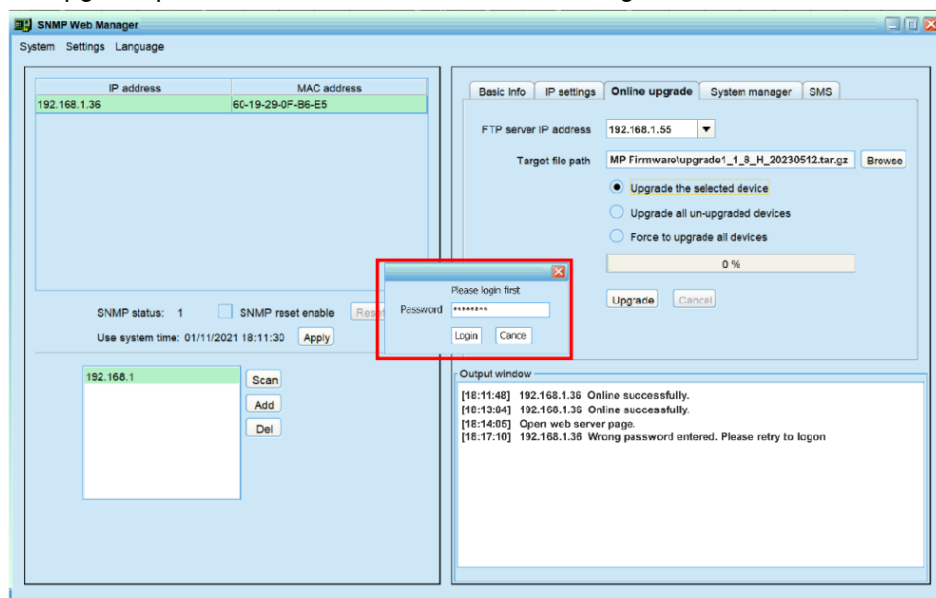 SNMP Web Manager
System Settings Language
IP address MAC address
192.168.1.36 60-19-29-0F-B6-E5
SNMP status: 1 SNMP reset enable Reset
Use system time: 01/11/2021 18:11:30 Apply
192.168.1
Scan
Add
Del
Basic Info IP settings Online upgrade System manager SMS
FTP server IP address 192.168.1.55
Target file path MP Firmware\upgrade1_1_8_H_20230512.tar.gz Browse
Upgrade the selected device
Upgrade all un-upgraded devices
Force to upgrade all devices
0 %
Upgrade Cancel
Please login first
Password ********
Login Cance
Output window
[18:11:48] 192.168.1.36 Online successfully.
[18:13:04] 192.168.1.36 Online successfully.
[18:14:05] Open web server page.
[18:17:10] 192.168.1.36 Wrong password entered. Please retry to logon